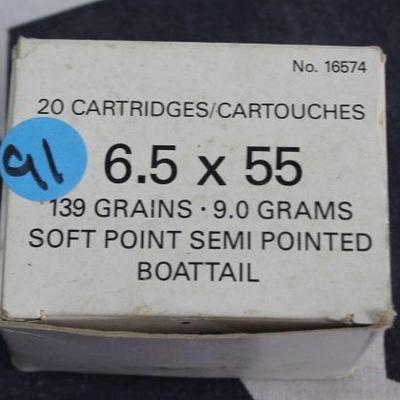 No. 16574
20 CARTRIDGES/CARTOUCHES
91
6.5 x 55
139 GRAINS · 9.0 GRAMS
SOFT POINT SEMI POINTED
BOATTAIL